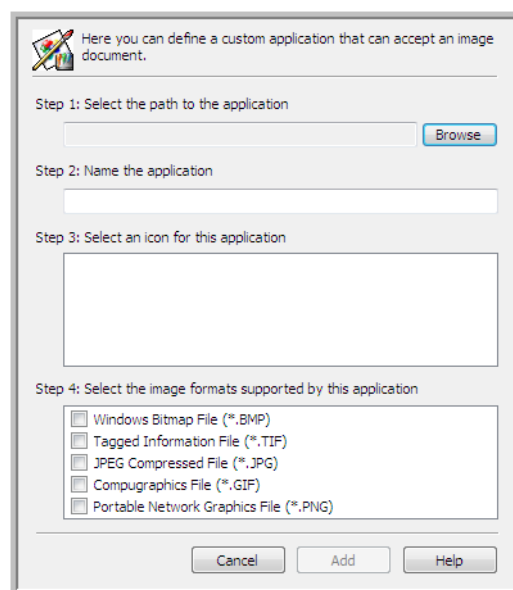 Here you can define a custom application that can accept an image
document.
Step 1: Select the path to the application
Browse
Step 2: Name the application
Step 3: Select an icon for this application
Step 4: Select the image formats supported by this application
Windows Bitmap File (*.BMP)
Tagged Information File (*.TIF)
JPEG Compressed File (*.JPG)
Compugraphics File (*.GIF)
Portable Network Graphics File (*.PNG)
Cancel Add Help